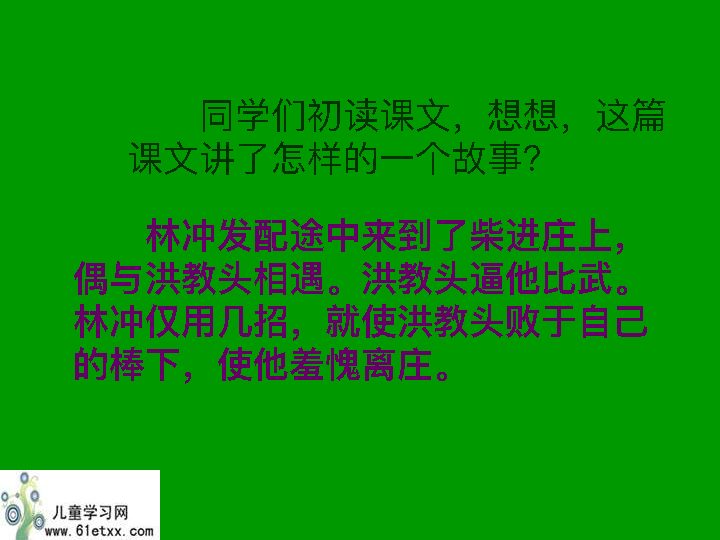 同学们初读课文，想想，这篇
课文讲了怎样的一个故事？
林冲发配途中来到了柴进庄上，
偶与洪教头相遇。洪教头逼他比武。
林冲仅用几招，就使洪教头败于自己
的棒下，使他羞愧离庄。
儿童学习网
www.61etxx.com